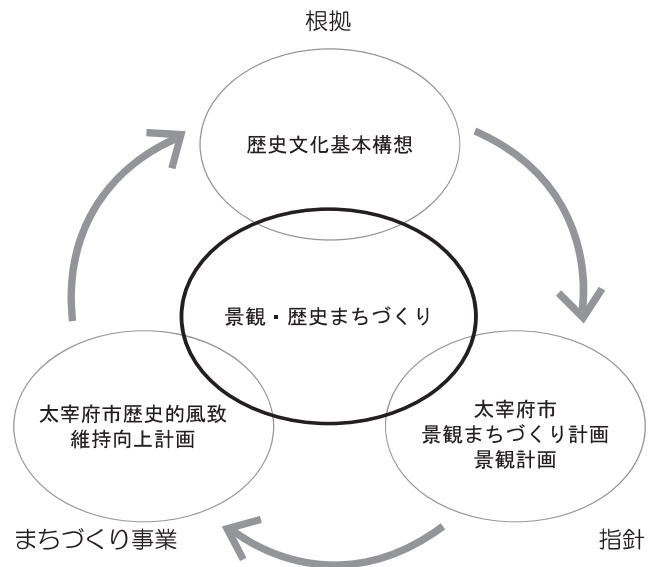 根拠
歴史文化基本構想
景観・歴史まちづくり
太宰府市歴史的風致
維持向上計画
太宰府市
景観まちづくり計画
景観計画
まちづくり事業
指針